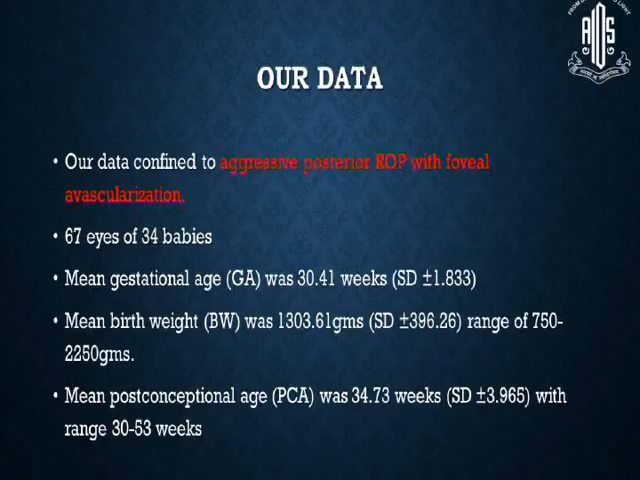 AIOS
OUR DATA
• Our data confined to aggressive posterior ROP with foveal
avascularization.
• 67 eyes of 34 babies
• Mean gestational age (GA) was 30.41 weeks (SD ±1.833)
• Mean birth weight (BW) was 1303.61gms (SD ±396.26) range of 750-
2250gms.
• Mean postconceptional age (PCA) was 34.73 weeks (SD ±3.965) with
range 30-53 weeks